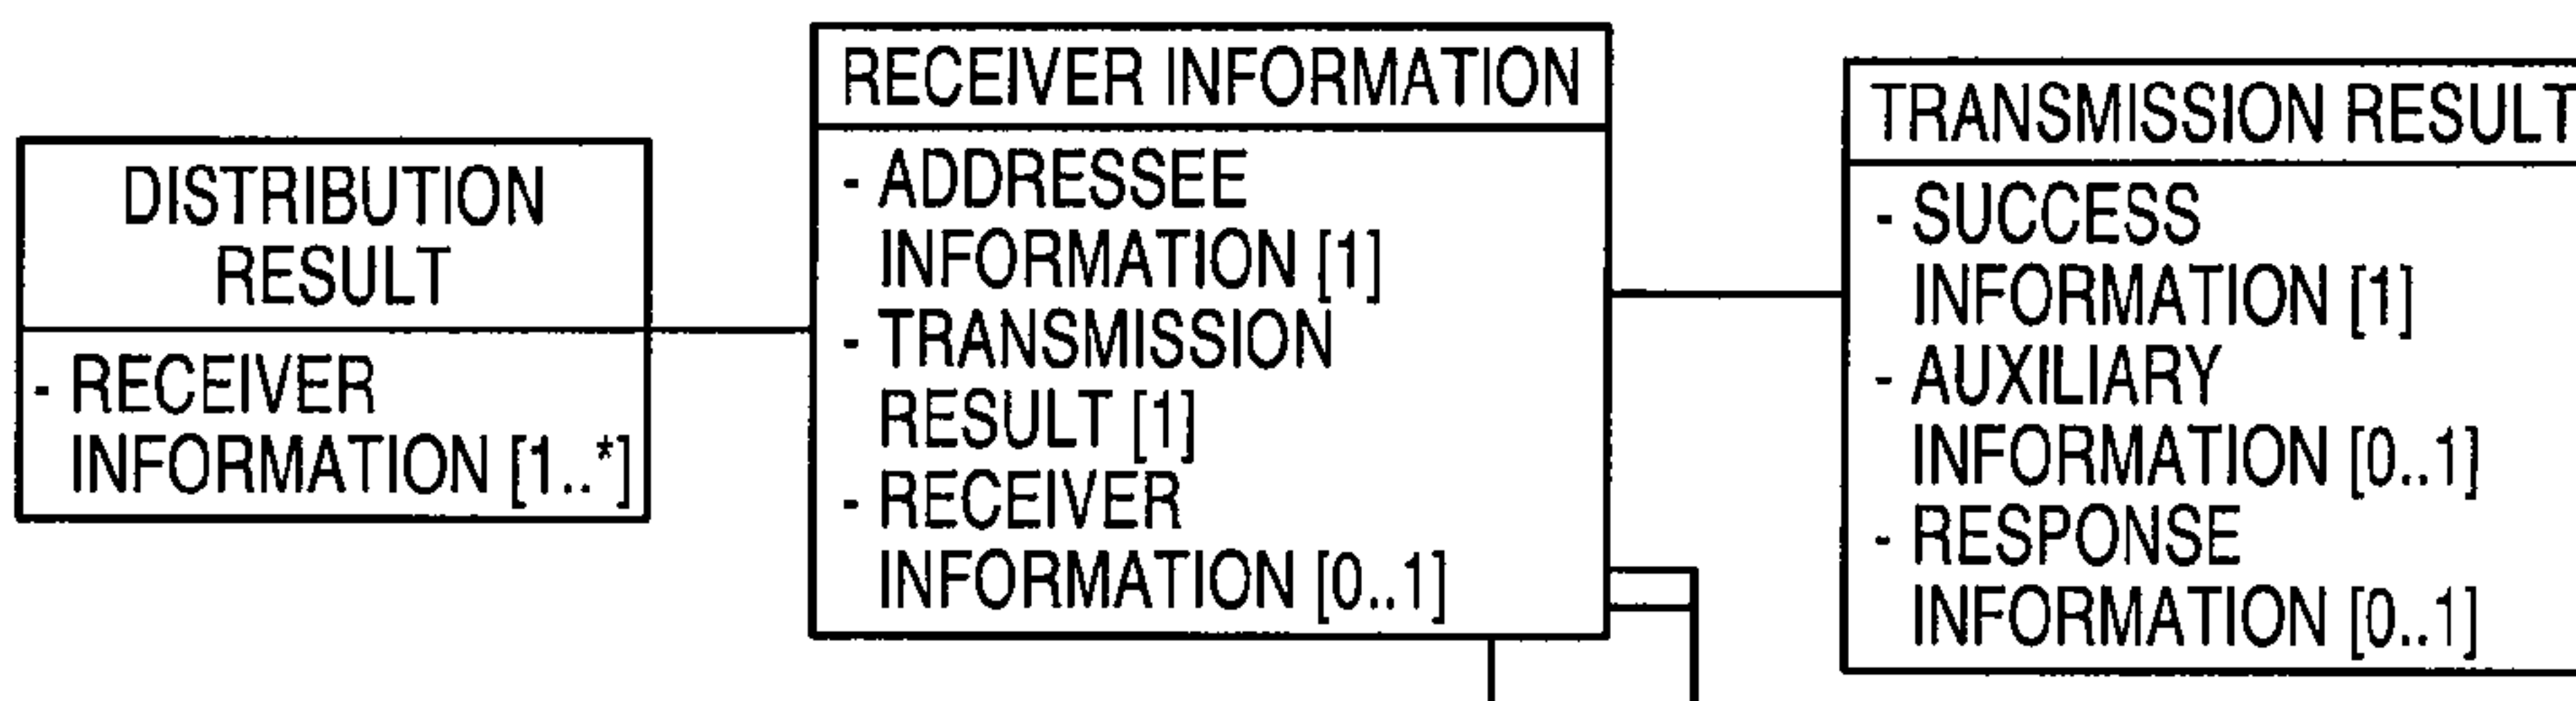 DISTRIBUTION
RESULT
- RECEIVER
INFORMATION [1..*]
RECEIVER INFORMATION
- ADDRESSEE
INFORMATION [1]
- TRANSMISSION
RESULT [1]
- RECEIVER
INFORMATION [0..1]
TRANSMISSION RESULT
- SUCCESS
INFORMATION [1]
- AUXILIARY
INFORMATION [0..1]
- RESPONSE
INFORMATION [0..1]